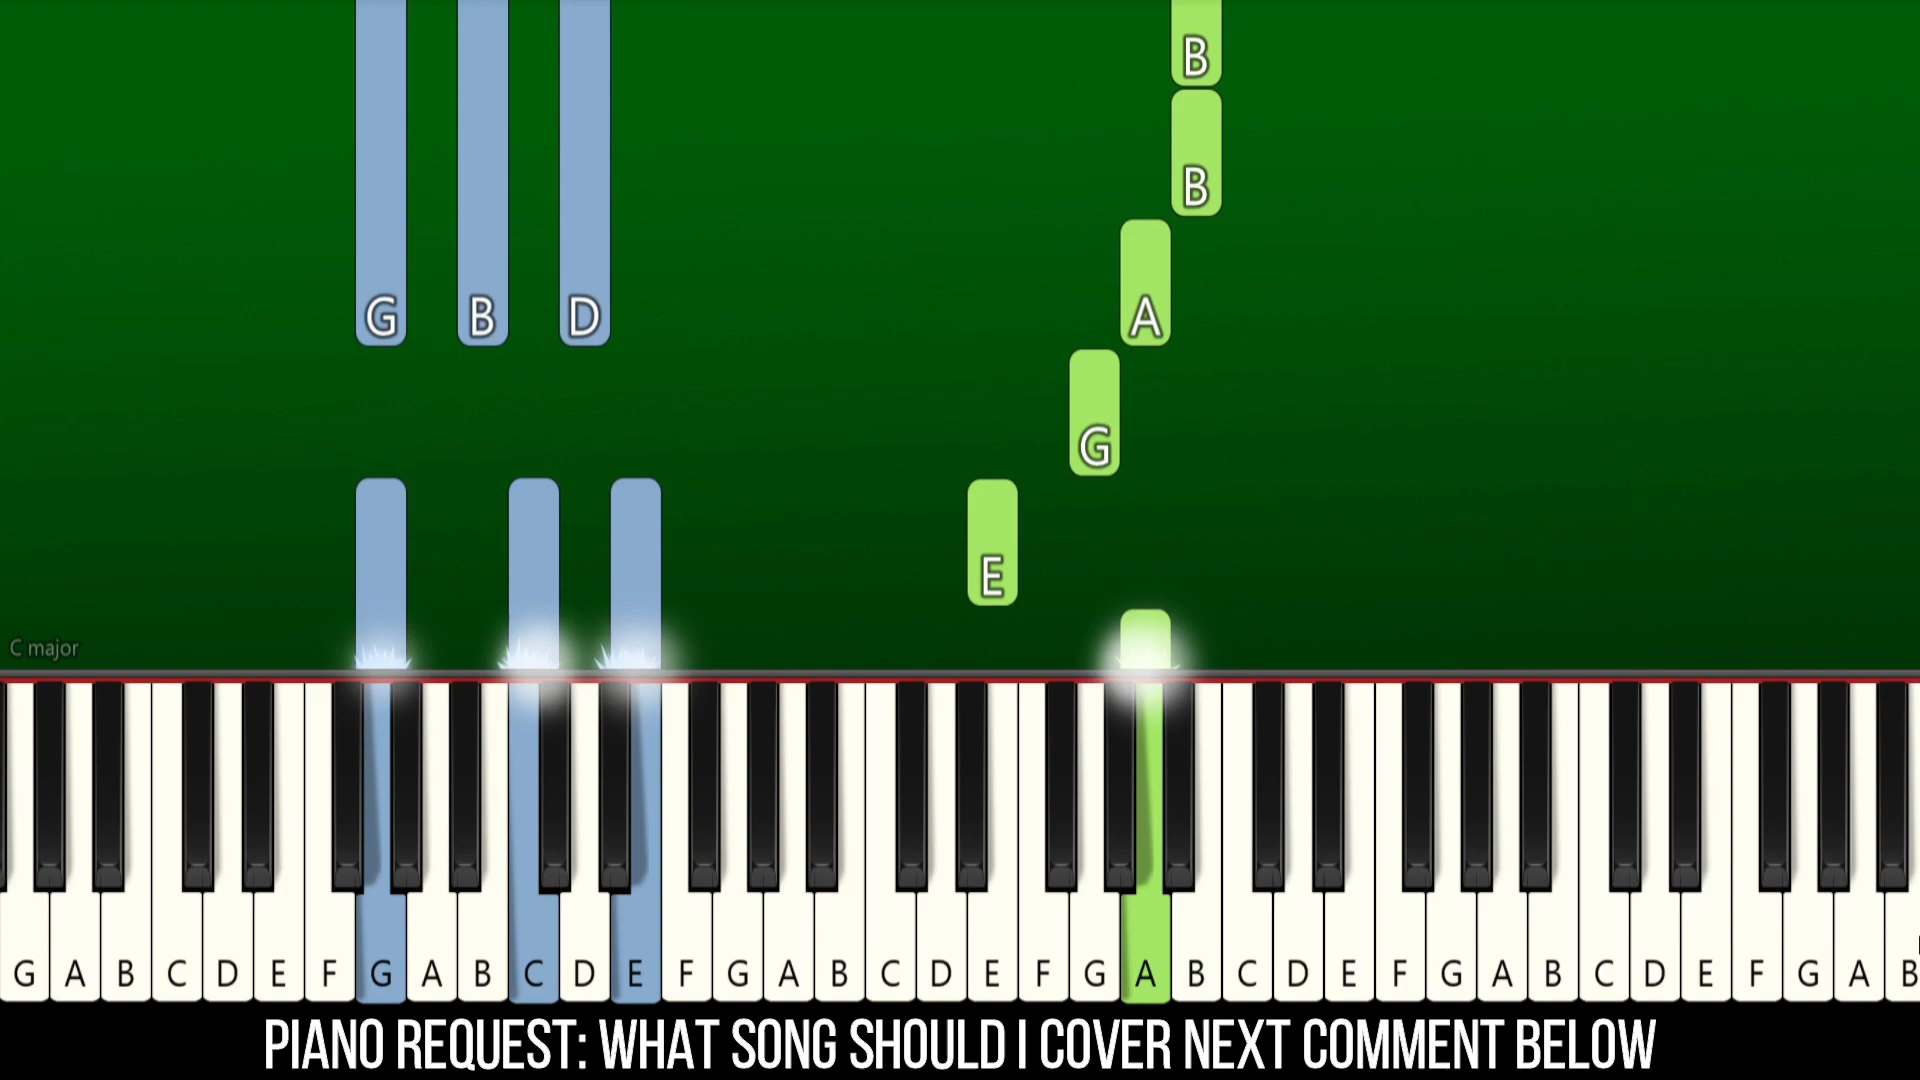 B
B
G B D A
G
E
C major
G A B C D E F G A B C D E F G A B C D E F G A B C D E F G A B C D E F G A B
PIANO REQUEST: WHAT SONG SHOULD I COVER NEXT COMMENT BELOW